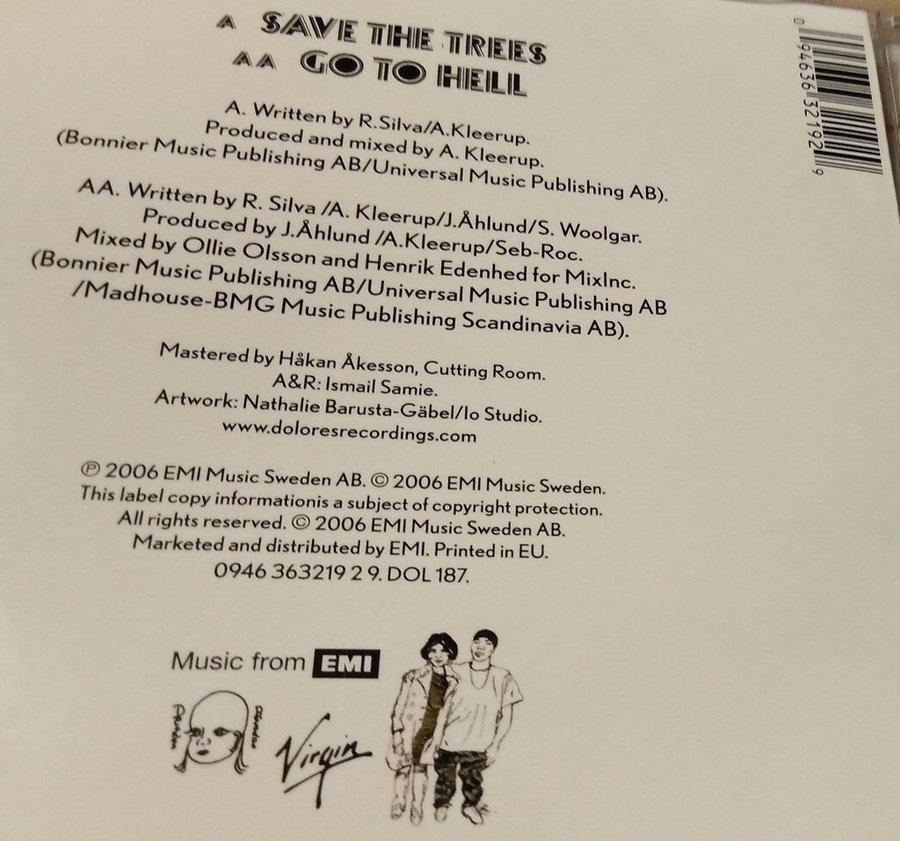 A SAVE THE TREES
AA GO TO HELL
A. Written by R.Silva/A.Kleerup.
Produced and mixed by A. Kleerup.
(Bonnier Music Publishing AB/Universal Music Publishing AB).
AA. Written by R. Silva /A. Kleerup/J.Åhlund/S. Woolgar.
Produced by J.Åhlund /A.Kleerup/Seb-Roc.
Mixed by Ollie Olsson and Henrik Edenhed for MixInc.
(Bonnier Music Publishing AB/Universal Music Publishing AB
/Madhouse-BMG Music Publishing Scandinavia AB).
Mastered by Håkan Åkesson, Cutting Room.
A&R: Ismail Samie.
Artwork: Nathalie Barusta-Gäbel/Io Studio.
www.doloresrecordings.com
℗ 2006 EMI Music Sweden AB. © 2006 EMI Music Sweden.
This label copy informationis a subject of copyright protection.
All rights reserved. © 2006 EMI Music Sweden AB.
Marketed and distributed by EMI. Printed in EU.
0946 363219 2 9. DOL 187.
Music from EMI
Virgin
0 94636 32192 9